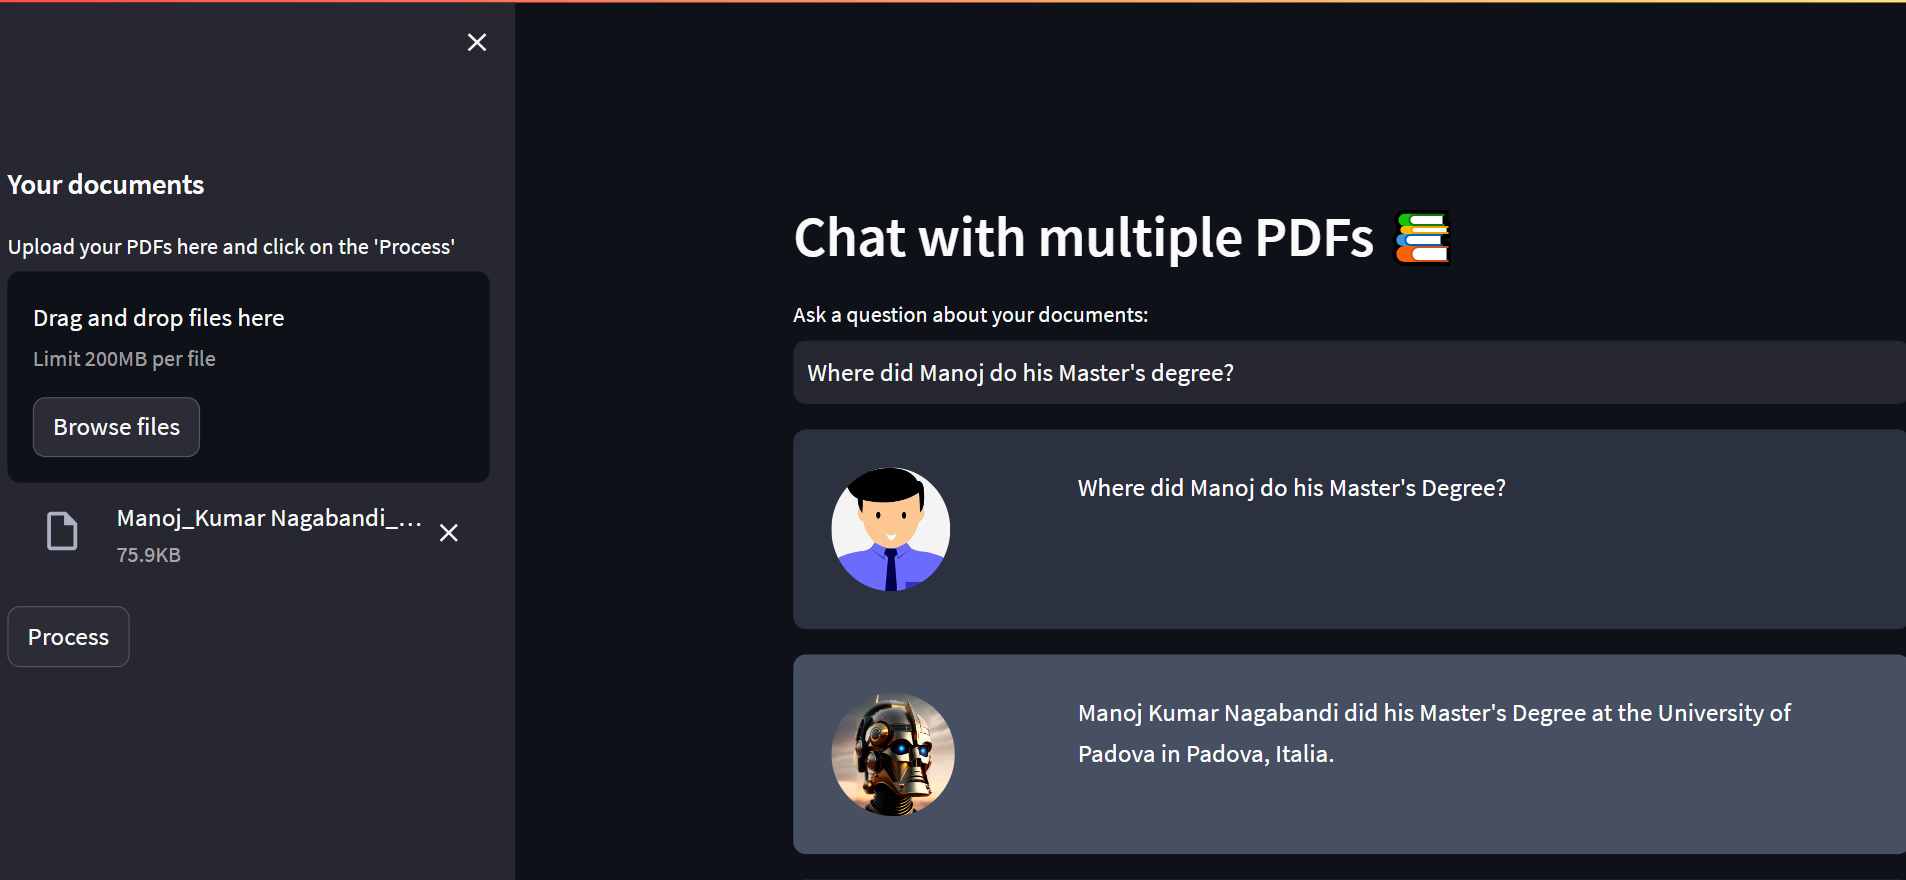 Your documents
Upload your PDFs here and click on the 'Process'
Drag and drop files here
Limit 200MB per file
Browse files
Manoj_Kumar Nagabandi_...
75.9KB
Process
Chat with multiple PDFs
Ask a question about your documents:
Where did Manoj do his Master's degree?
Where did Manoj do his Master's Degree?
Manoj Kumar Nagabandi did his Master's Degree at the University of
Padova in Padova, Italia.